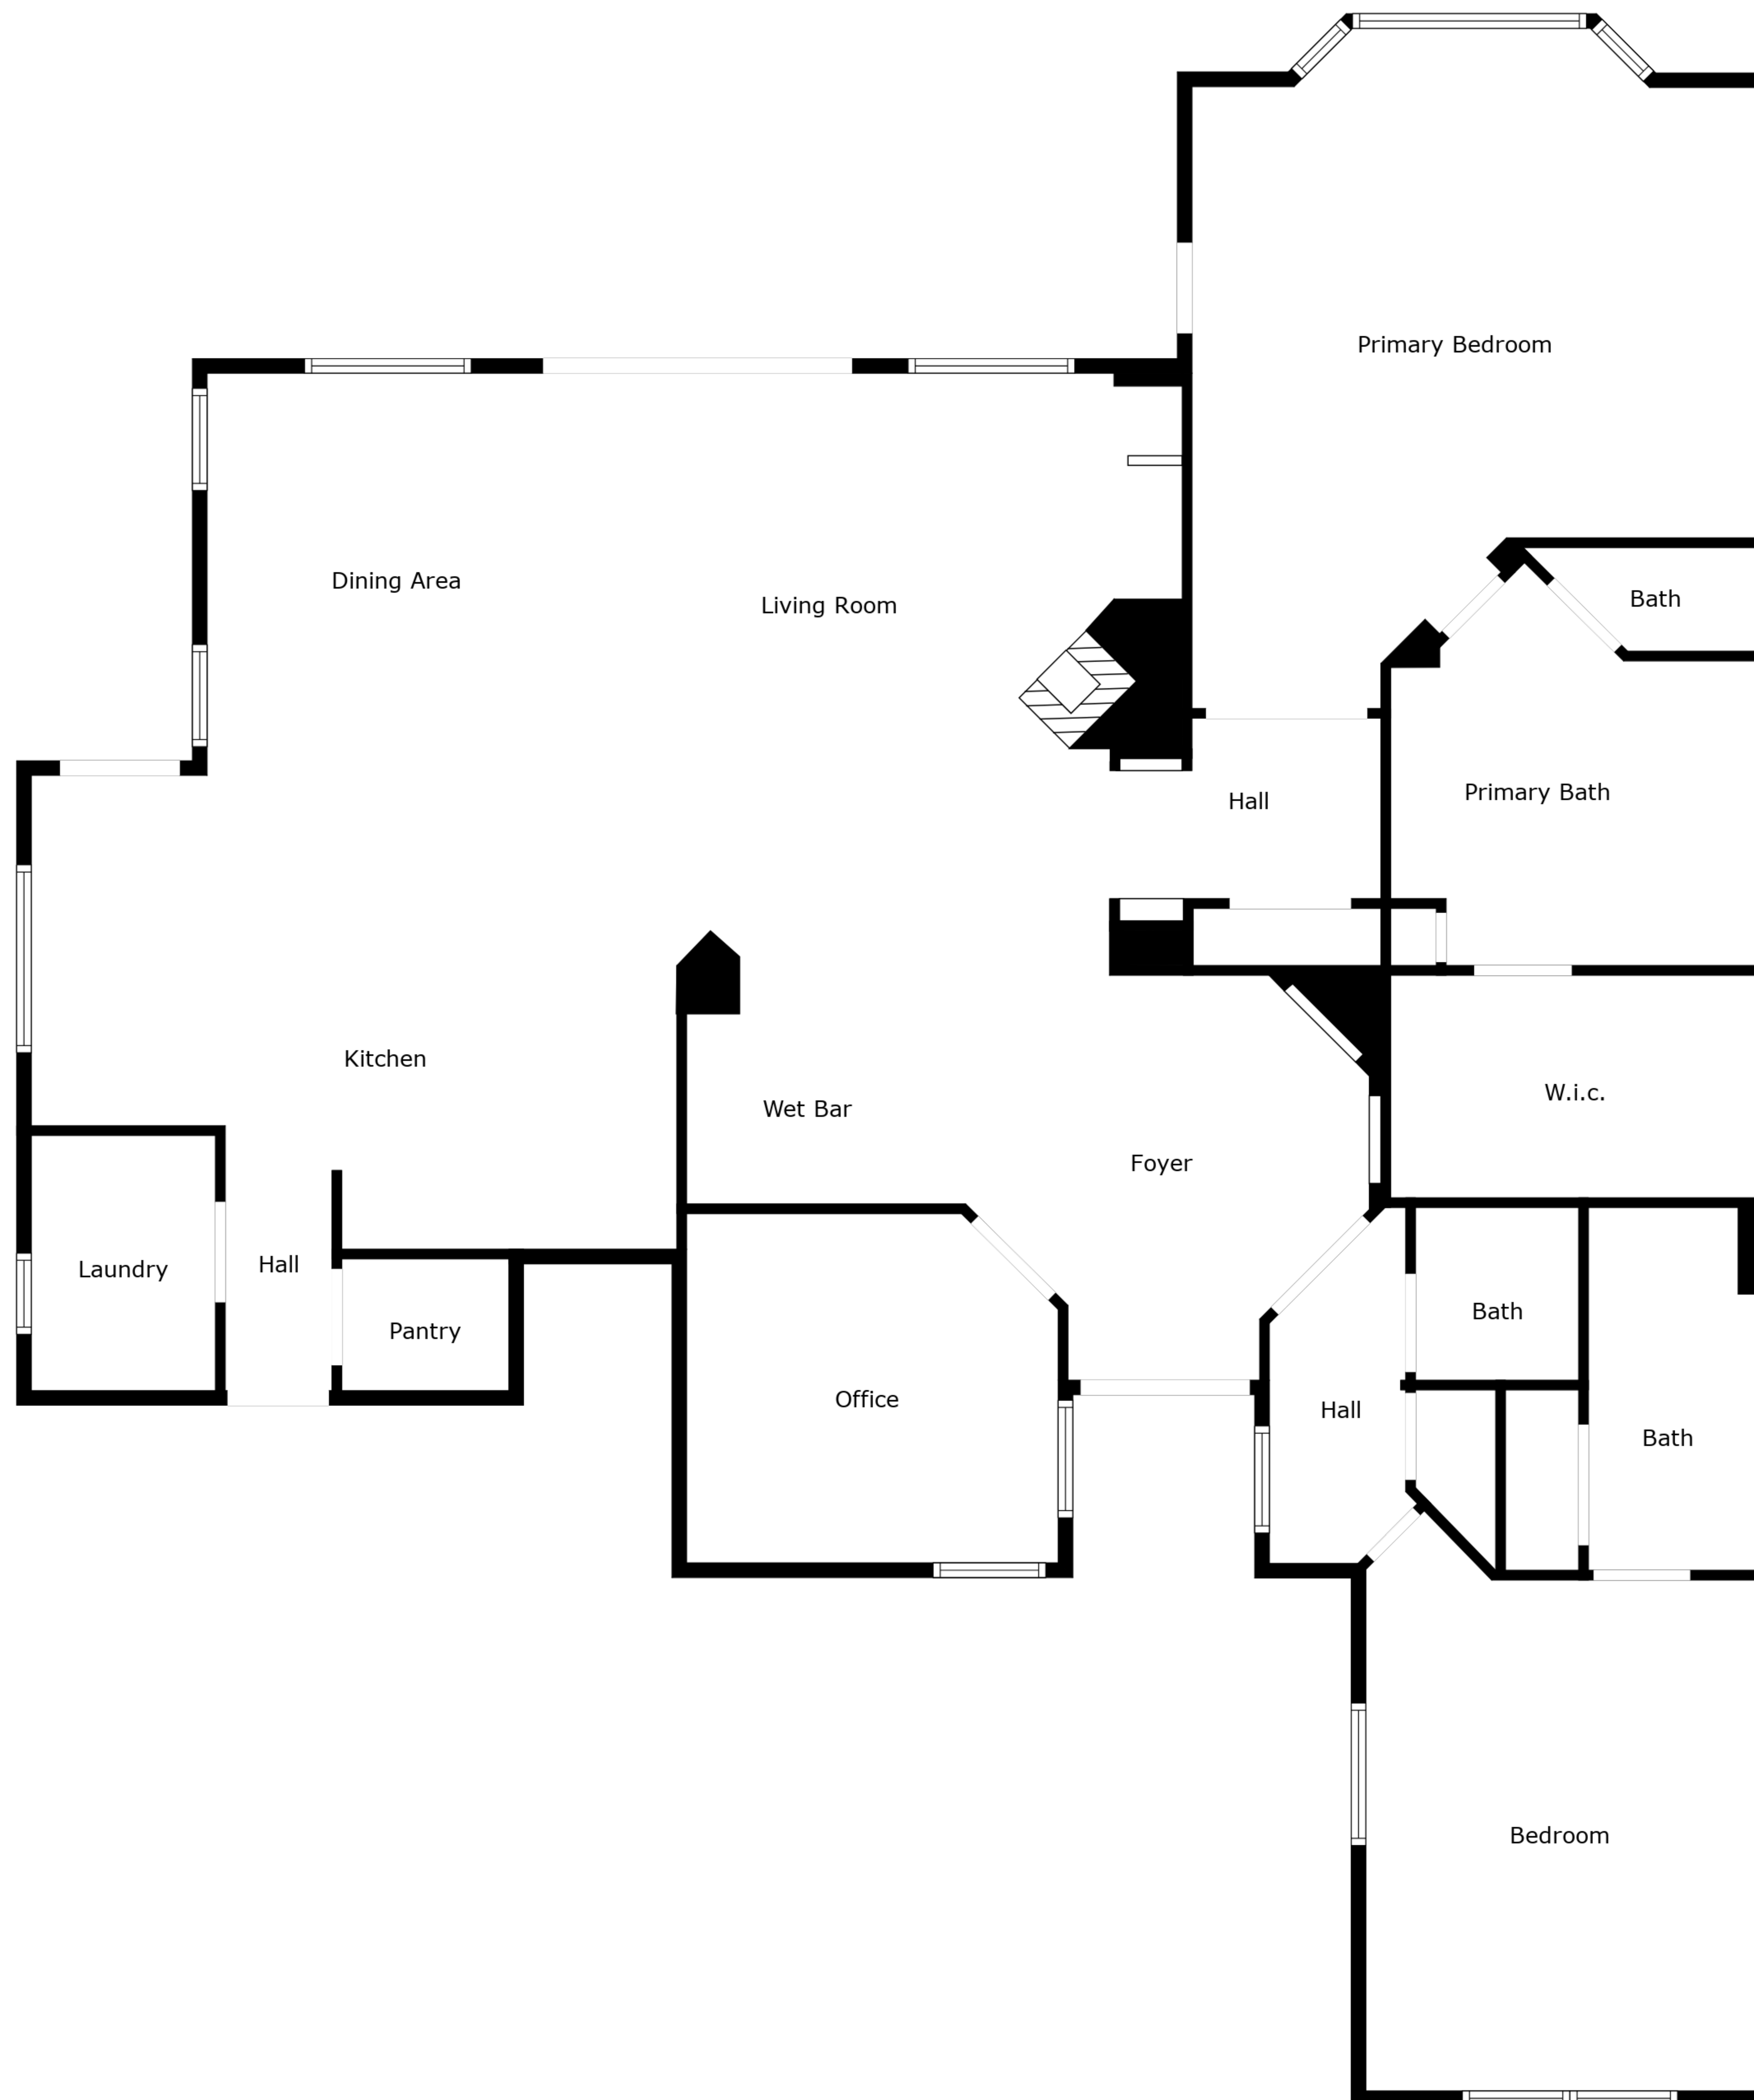 Primary Bedroom
Dining Area
Living Room
Bath
Hall
Primary Bath
Kitchen
Wet Bar
Foyer
W.i.c.
Laundry
Hall
Pantry
Bath
Office
Hall
Bath
Bedroom